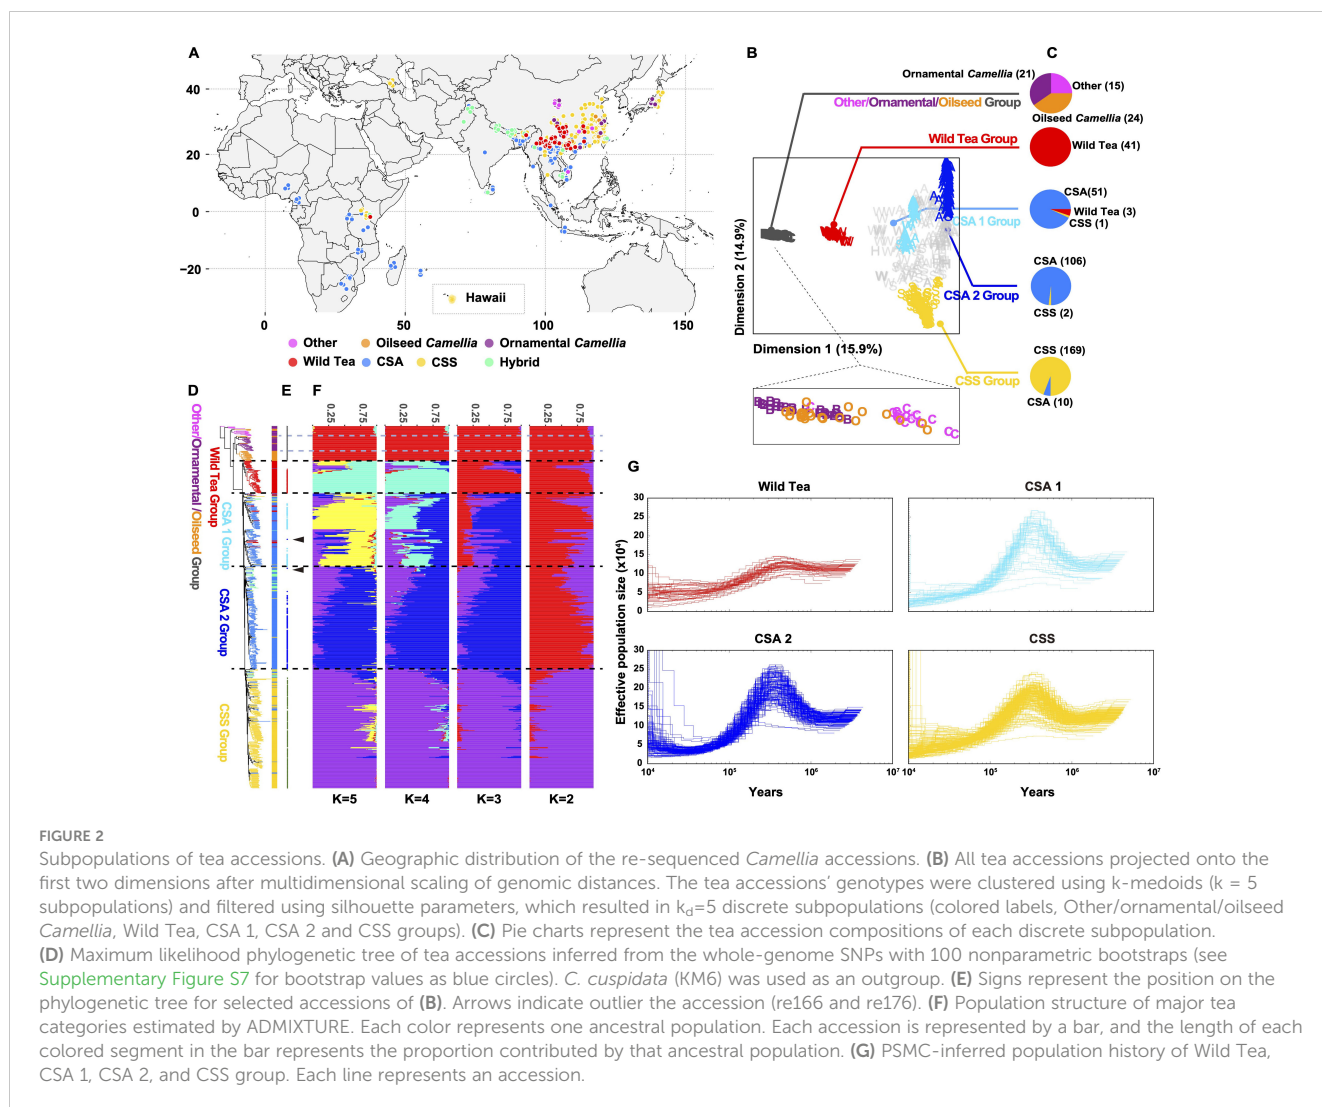 A
40
20
0
−20
0
50
100
150
Hawaii
Other
Oilseed Camellia
Ornamental Camellia
Wild Tea
CSA
CSS
Hybrid
B
C
Ornamental Camellia (21)
Other (15)
Other/Ornamental/Oilseed Group
Oilseed Camellia (24)
Wild Tea Group
Wild Tea (41)
CSA(51)
Wild Tea (3)
CSS (1)
CSA 1 Group
CSA (106)
CSS (2)
CSA 2 Group
CSS (169)
CSA (10)
CSS Group
Dimension 2 (14.9%)
Dimension 1 (15.9%)
D
E
F
0.25
0.75
0.25
0.75
0.25
0.75
0.25
0.75
Other/Ornamental /Oilseed Group
Wild Tea Group
CSA 1 Group
CSA 2 Group
CSS Group
K=5
K=4
K=3
K=2
G
Wild Tea
CSA 1
CSA 2
CSS
Effective population size (x10⁴)
30
25
20
15
10
5
0
30
25
20
15
10
5
0
10⁴
10⁵
10⁶
10⁷
10⁴
10⁵
10⁶
10⁷
Years
Years
FIGURE 2
Subpopulations of tea accessions. (A) Geographic distribution of the re-sequenced Camellia accessions. (B) All tea accessions projected onto the
first two dimensions after multidimensional scaling of genomic distances. The tea accessions' genotypes were clustered using k-medoids (k = 5
subpopulations) and filtered using silhouette parameters, which resulted in kd=5 discrete subpopulations (colored labels, Other/ornamental/oilseed
Camellia, Wild Tea, CSA 1, CSA 2 and CSS groups). (C) Pie charts represent the tea accession compositions of each discrete subpopulation.
(D) Maximum likelihood phylogenetic tree of tea accessions inferred from the whole-genome SNPs with 100 nonparametric bootstraps (see
Supplementary Figure S7 for bootstrap values as blue circles). C. cuspidata (KM6) was used as an outgroup. (E) Signs represent the position on the
phylogenetic tree for selected accessions of (B). Arrows indicate outlier the accession (re166 and re176). (F) Population structure of major tea
categories estimated by ADMIXTURE. Each color represents one ancestral population. Each accession is represented by a bar, and the length of each
colored segment in the bar represents the proportion contributed by that ancestral population. (G) PSMC-inferred population history of Wild Tea,
CSA 1, CSA 2, and CSS group. Each line represents an accession.